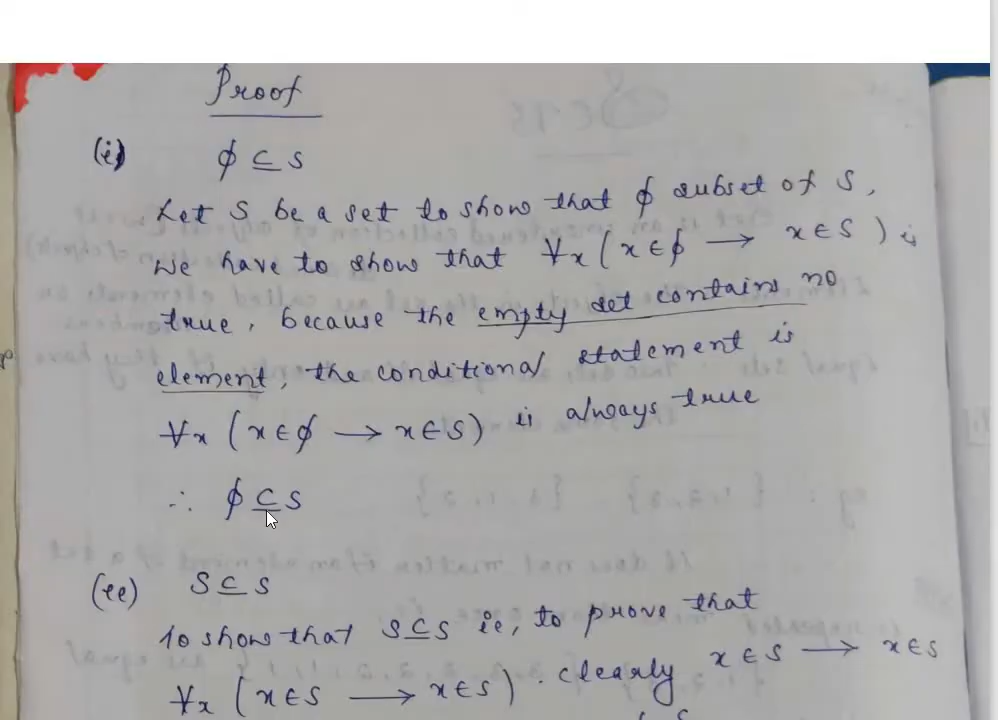 Proof
(i) ϕ ⊆ S
Let S be a set to show that ϕ subset of S,
we have to show that ∀x (x∈ϕ → x∈S) is
true, because the empty set contains no
element, the conditional statement is
∀x (x∈ϕ → x∈S) is always true
∴ ϕ ⊆ S
(ii) S ⊆ S
To show that S⊆S ie, to prove that
∀x (x∈S → x∈S). clearly x∈S → x∈S